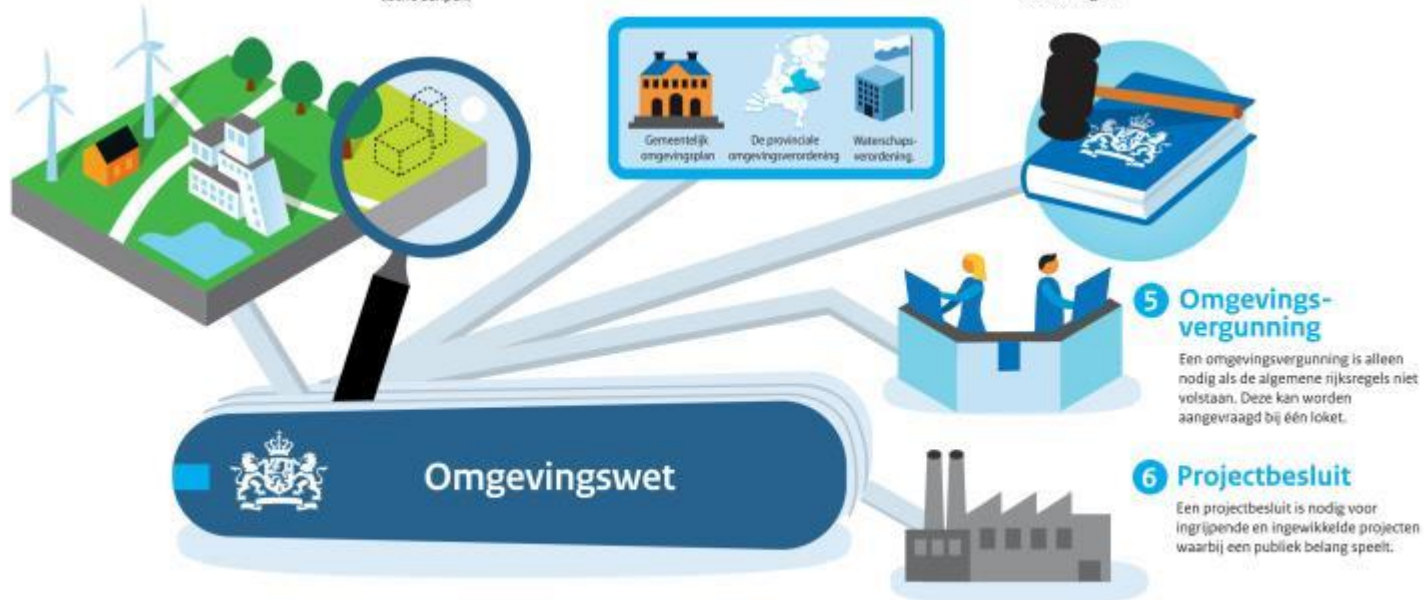 Gemeentelijk
omgevingsplan
De provinciale
omgevingsverordening
Waterschaps-
verordening.
5 Omgevings-
vergunning
Een omgevingsvergunning is alleen
nodig als de algemene rijksregels niet
volstaan. Deze kan worden
aangevraagd bij één loket.
Omgevingswet
6 Projectbesluit
Een projectbesluit is nodig voor
ingrijpende en ingewikkelde projecten
waarbij een publiek belang speelt.